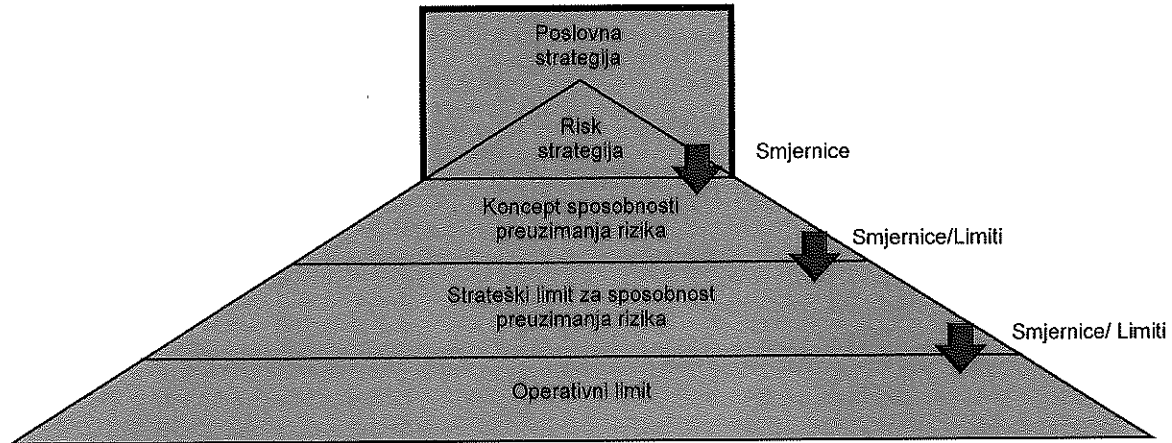 Poslovna
strategija
Risk
strategija
Smjernice
Koncept sposobnosti
preuzimanja rizika
Smjernice/Limiti
Strateški limit za sposobnost
preuzimanja rizika
Smjernice/ Limiti
Operativni limit